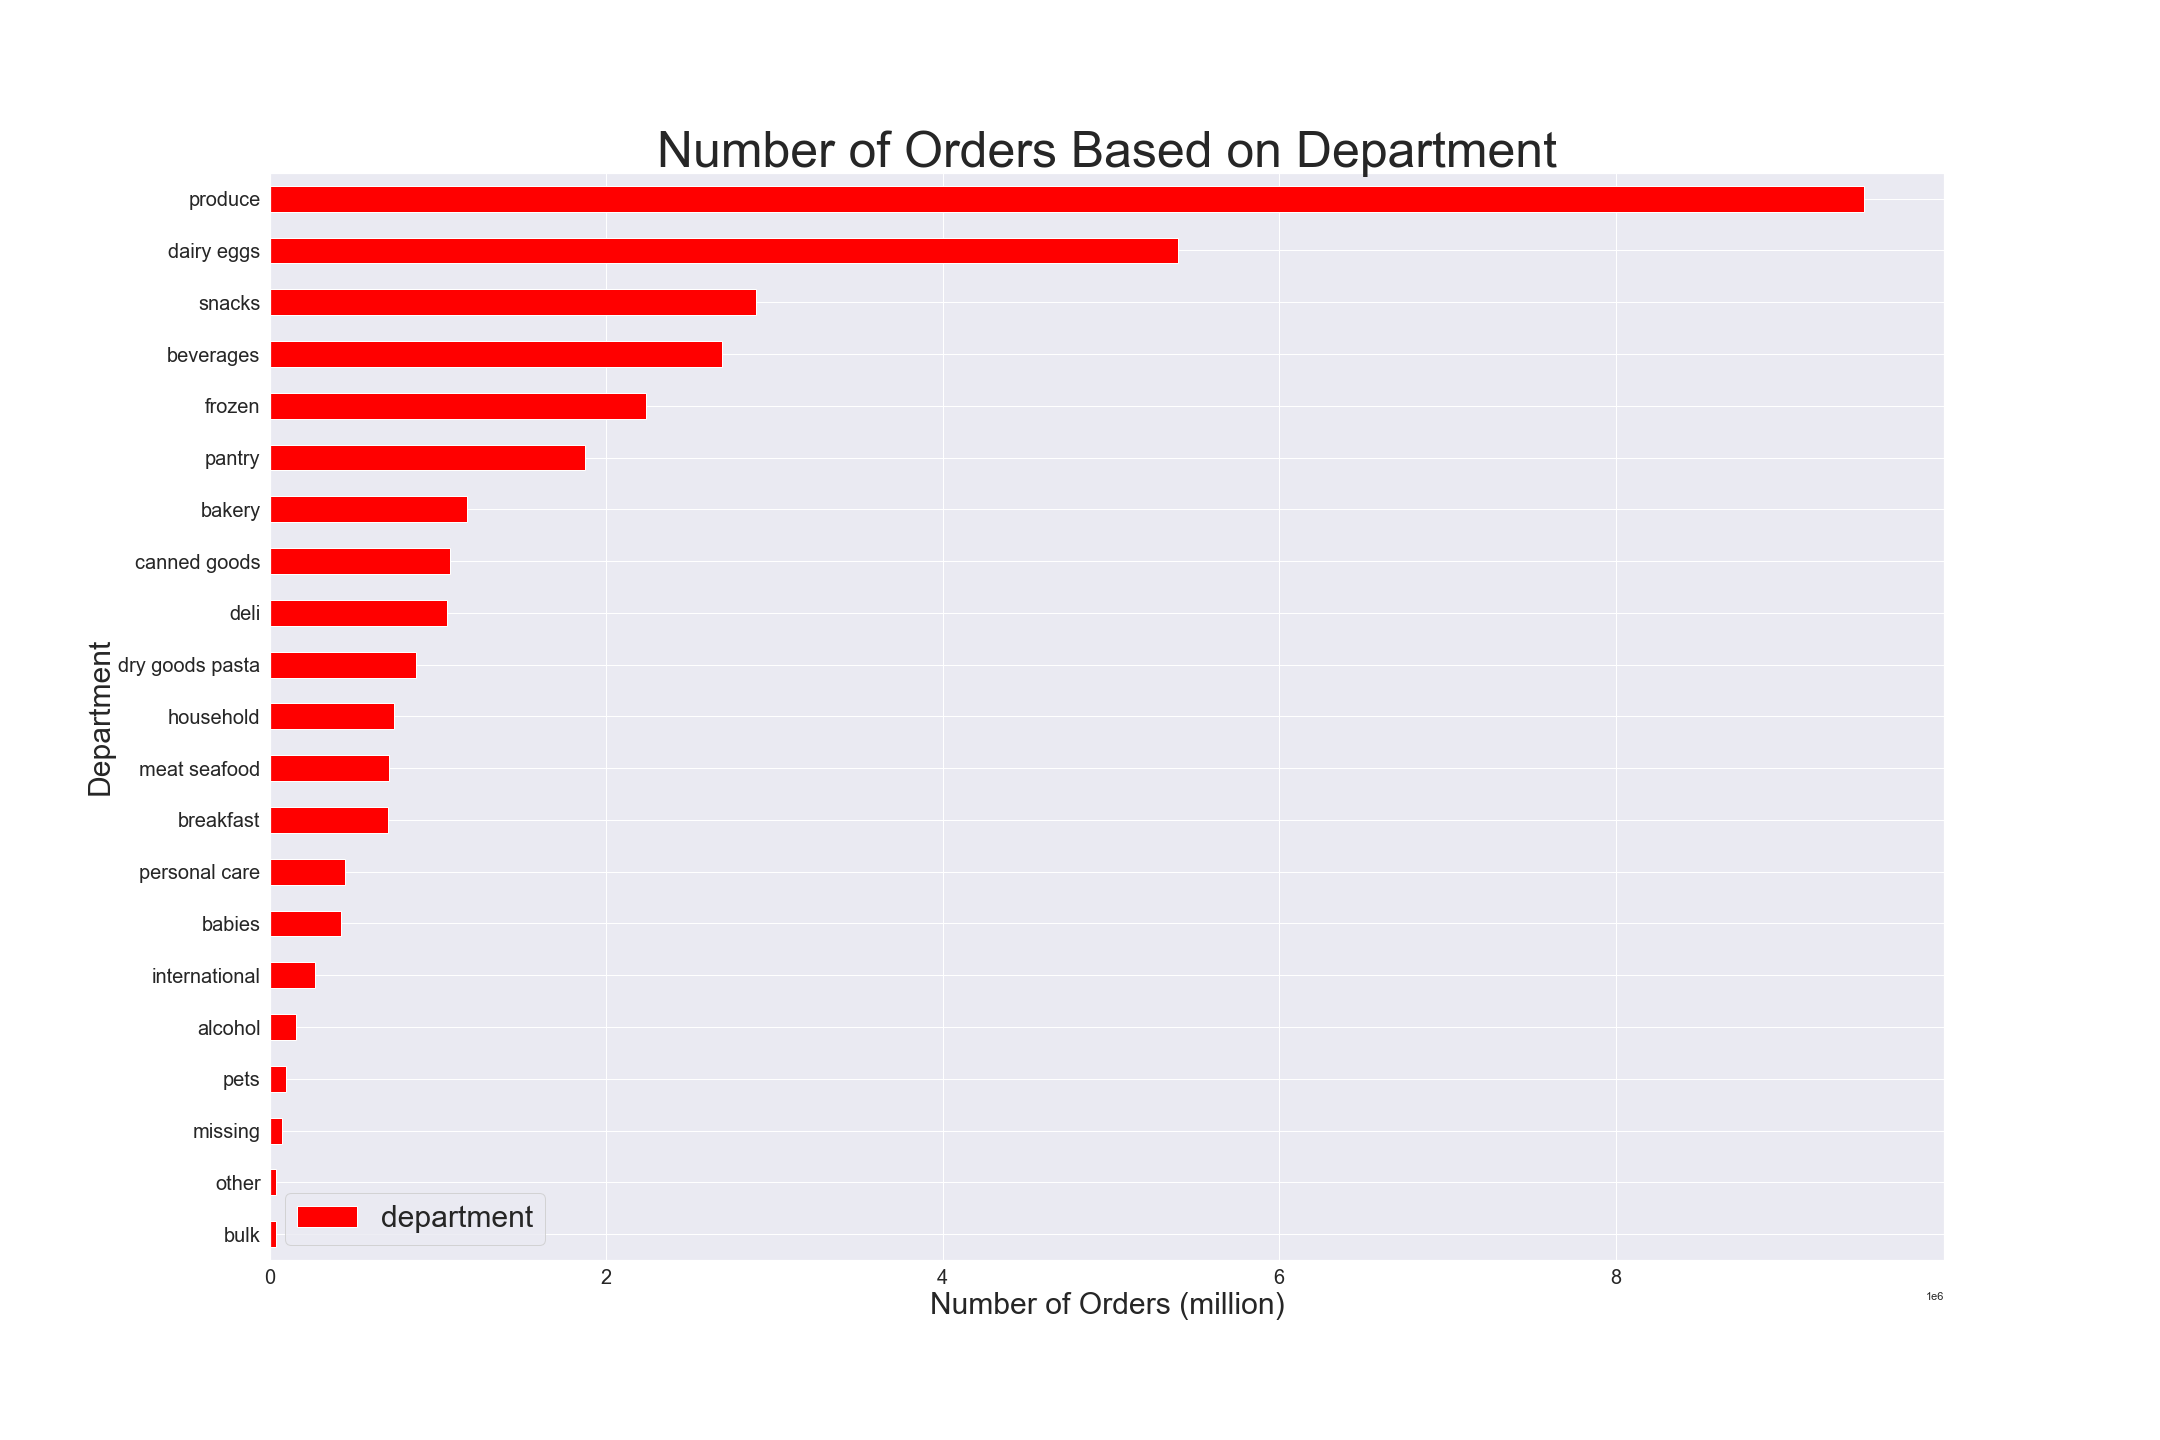 Number of Orders Based on Department
produce
dairy eggs
snacks
beverages
frozen
pantry
bakery
canned goods
deli
dry goods pasta
household
meat seafood
breakfast
personal care
babies
international
alcohol
pets
missing
other
bulk
Department
department
0 2 4 6 8
1e6
Number of Orders (million)